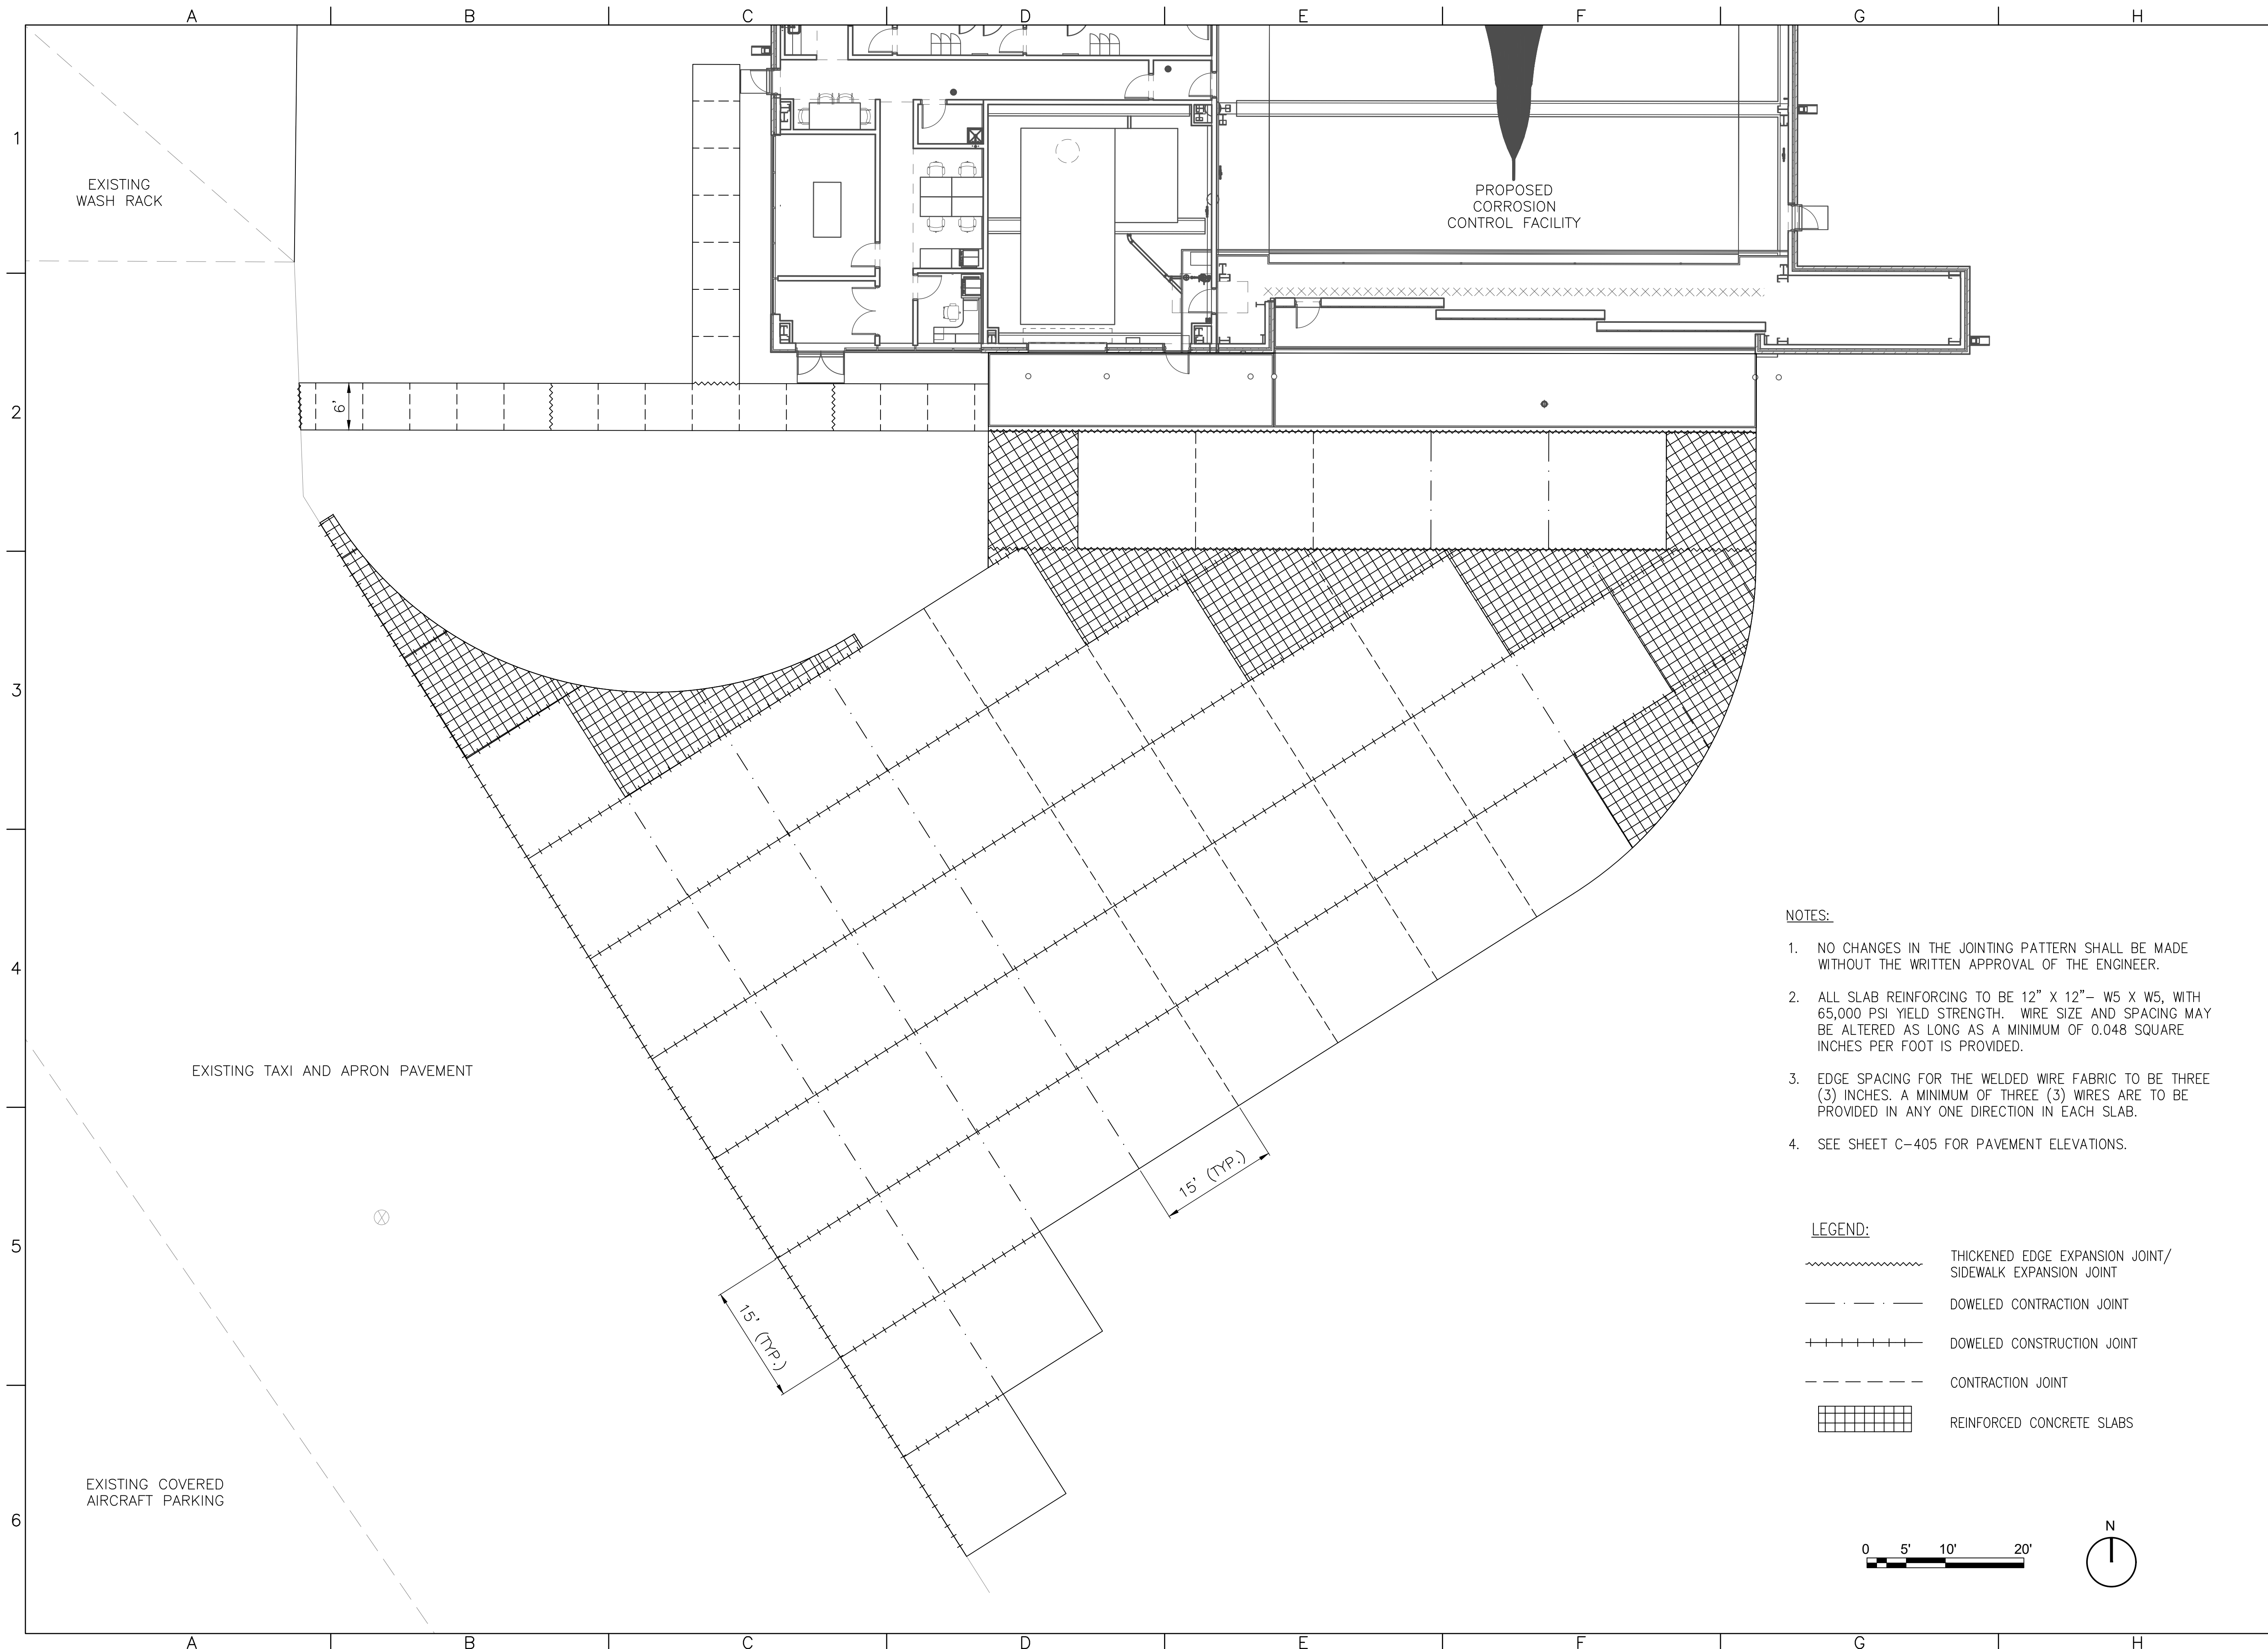 A B C D E F G H
1
EXISTING
WASH RACK
PROPOSED
CORROSION
CONTROL FACILITY
2
6'
3
NOTES:
1. NO CHANGES IN THE JOINTING PATTERN SHALL BE MADE
WITHOUT THE WRITTEN APPROVAL OF THE ENGINEER.
4
2. ALL SLAB REINFORCING TO BE 12" X 12"- W5 X W5, WITH
65,000 PSI YIELD STRENGTH. WIRE SIZE AND SPACING MAY
BE ALTERED AS LONG AS A MINIMUM OF 0.048 SQUARE
INCHES PER FOOT IS PROVIDED.
EXISTING TAXI AND APRON PAVEMENT
3. EDGE SPACING FOR THE WELDED WIRE FABRIC TO BE THREE
(3) INCHES. A MINIMUM OF THREE (3) WIRES ARE TO BE
PROVIDED IN ANY ONE DIRECTION IN EACH SLAB.
4. SEE SHEET C-405 FOR PAVEMENT ELEVATIONS.
15' (TYP.)
LEGEND:
5
THICKENED EDGE EXPANSION JOINT/
SIDEWALK EXPANSION JOINT
DOWELED CONTRACTION JOINT
15' (TYP.)
DOWELED CONSTRUCTION JOINT
CONTRACTION JOINT
REINFORCED CONCRETE SLABS
EXISTING COVERED
AIRCRAFT PARKING
6
N
0 5' 10' 20'
A B C D E F G H